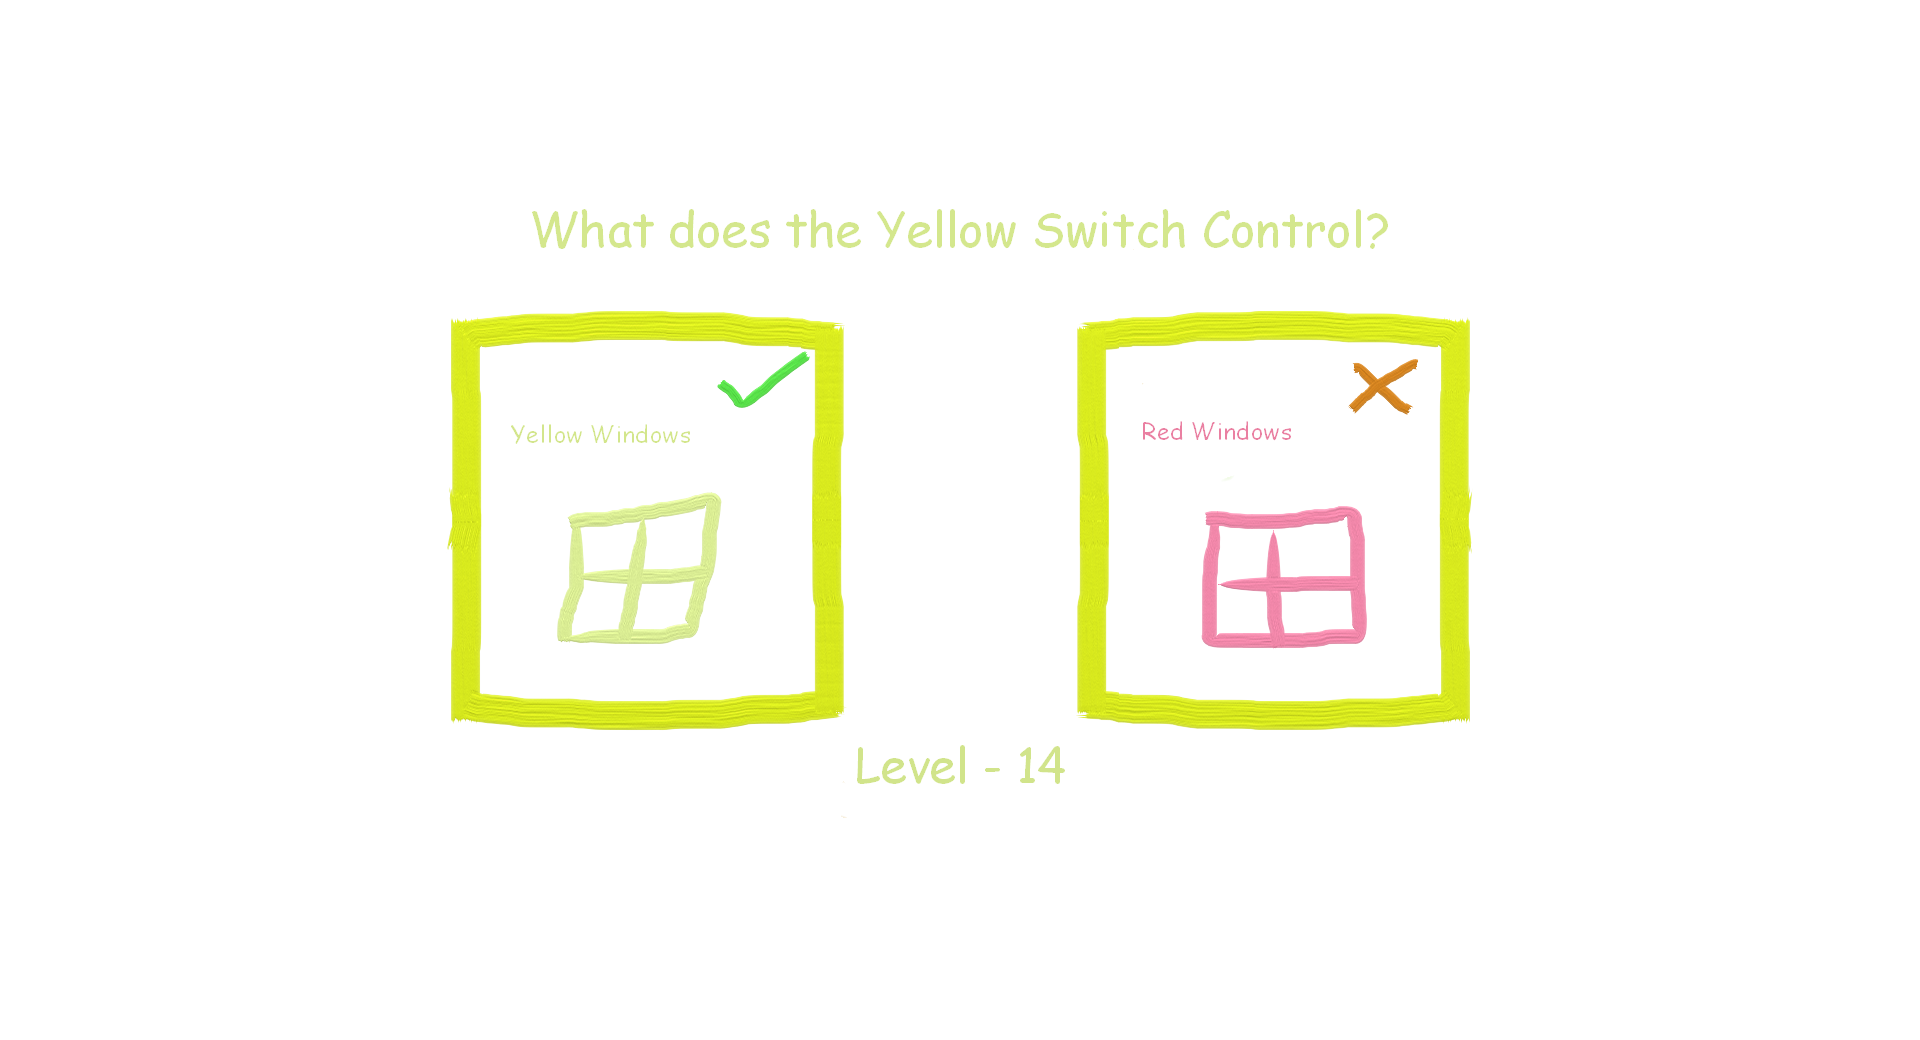 What does the Yellow Switch Control?
Yellow Windows
Red Windows
Level - 14